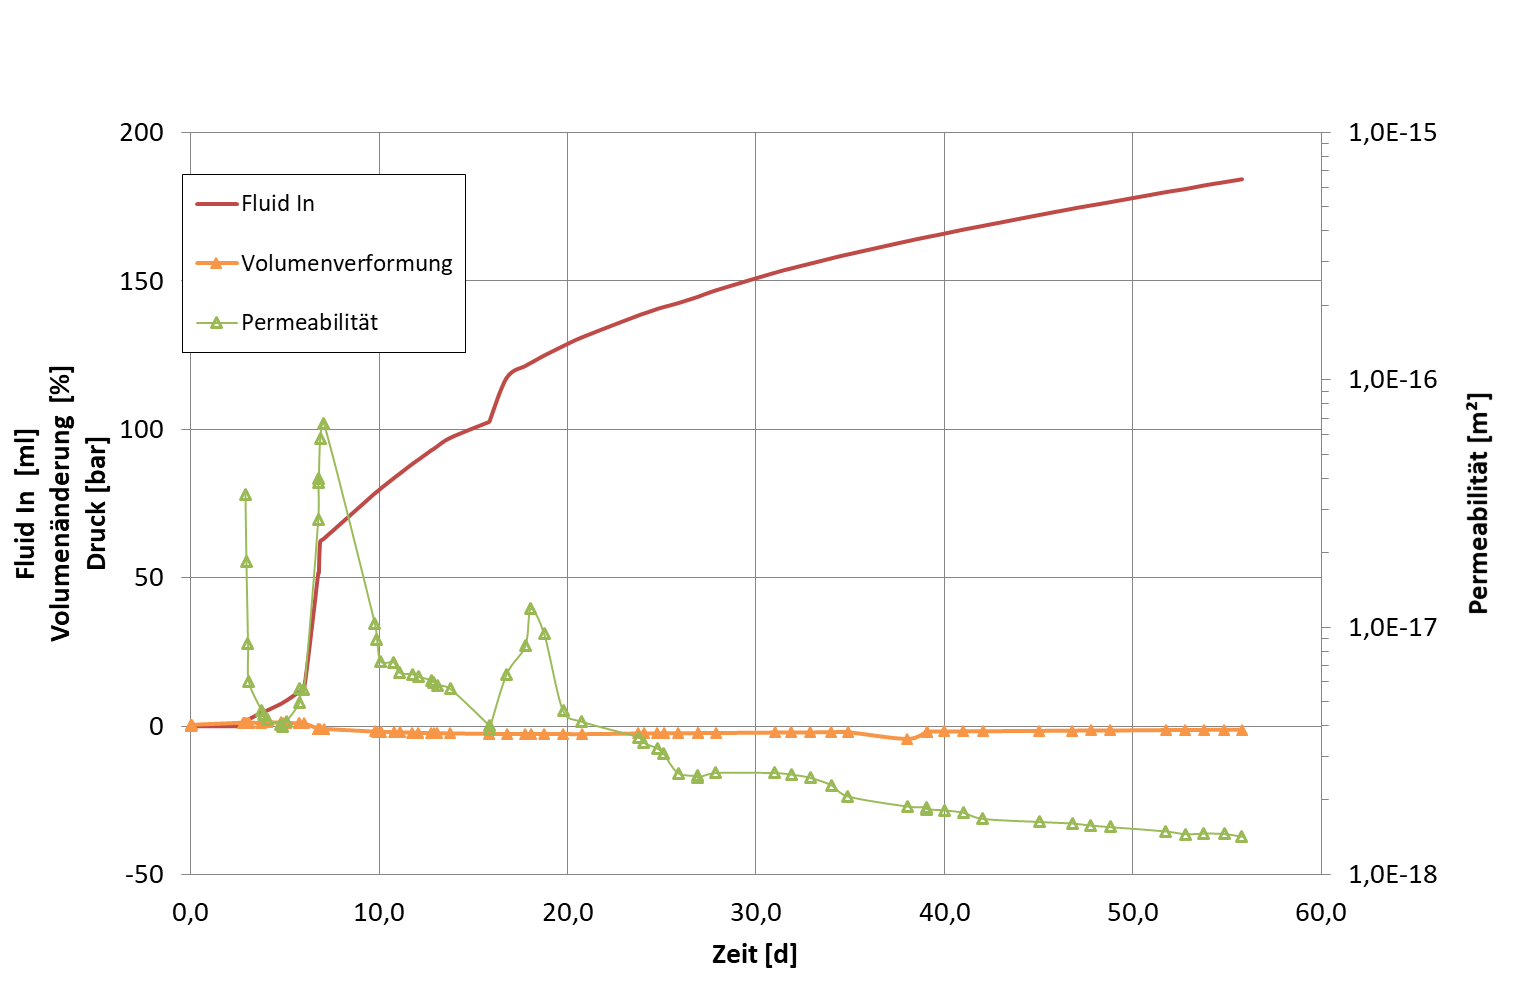 200
150
100
50
0
-50
Fluid In [ml]
Volumenänderung [%]
Druck [bar]
Fluid In
Volumenverformung
Permeabilität
1,0E-15
1,0E-16
1,0E-17
1,0E-18
Permeabilität [m²]
0,0 10,0 20,0 30,0 40,0 50,0 60,0
Zeit [d]